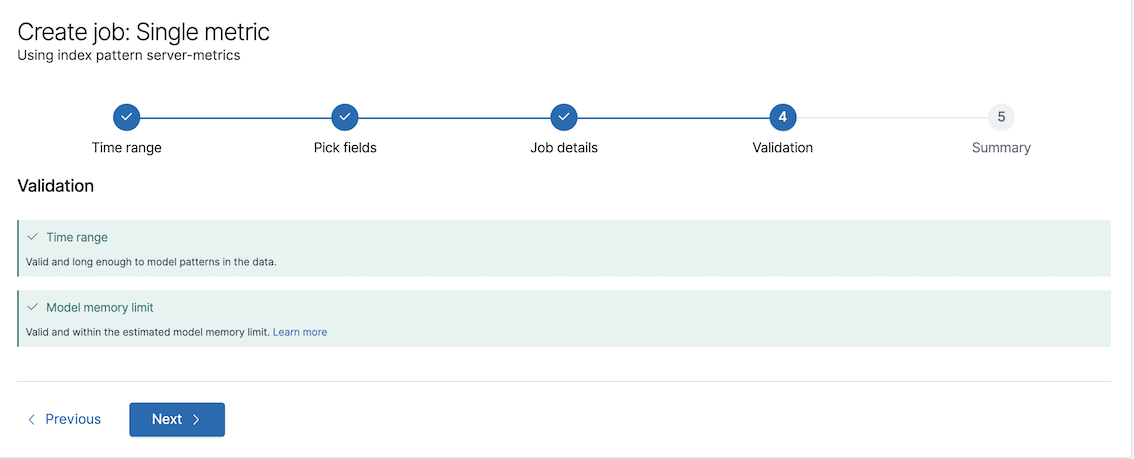 Create job: Single metric
Using index pattern server-metrics
4
5
Time range
Pick fields
Job details
Validation
Summary
Validation
Time range
Valid and long enough to model patterns in the data.
Model memory limit
Valid and within the estimated model memory limit. Learn more
Previous
Next